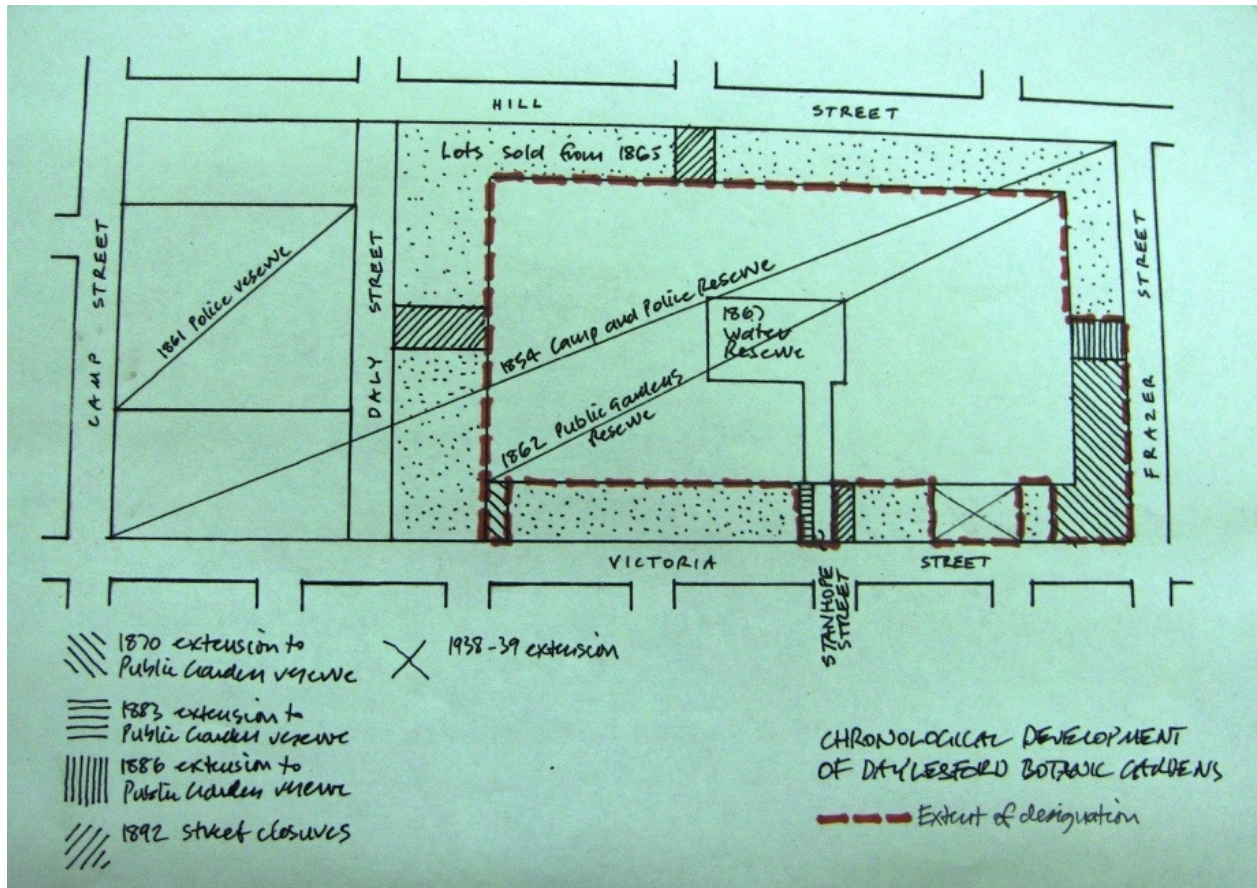 HILL STREET
Lots sold from 1865
CAMP STREET
1861 Police reserve
DALY STREET
1854 Camp and Police Reserve
1862 Public Gardens
Reserve
1867
Water
Reserve
FRAZER STREET
VICTORIA STREET
STANHOPE
STREET
1870 extension to
Public Garden reserve
1938-39 extension
1883 extension to
Public Garden reserve
1886 extension to
Public Garden reserve
1892 street closures
CHRONOLOGICAL DEVELOPMENT
OF DAYLESFORD BOTANIC GARDENS
Extent of designation